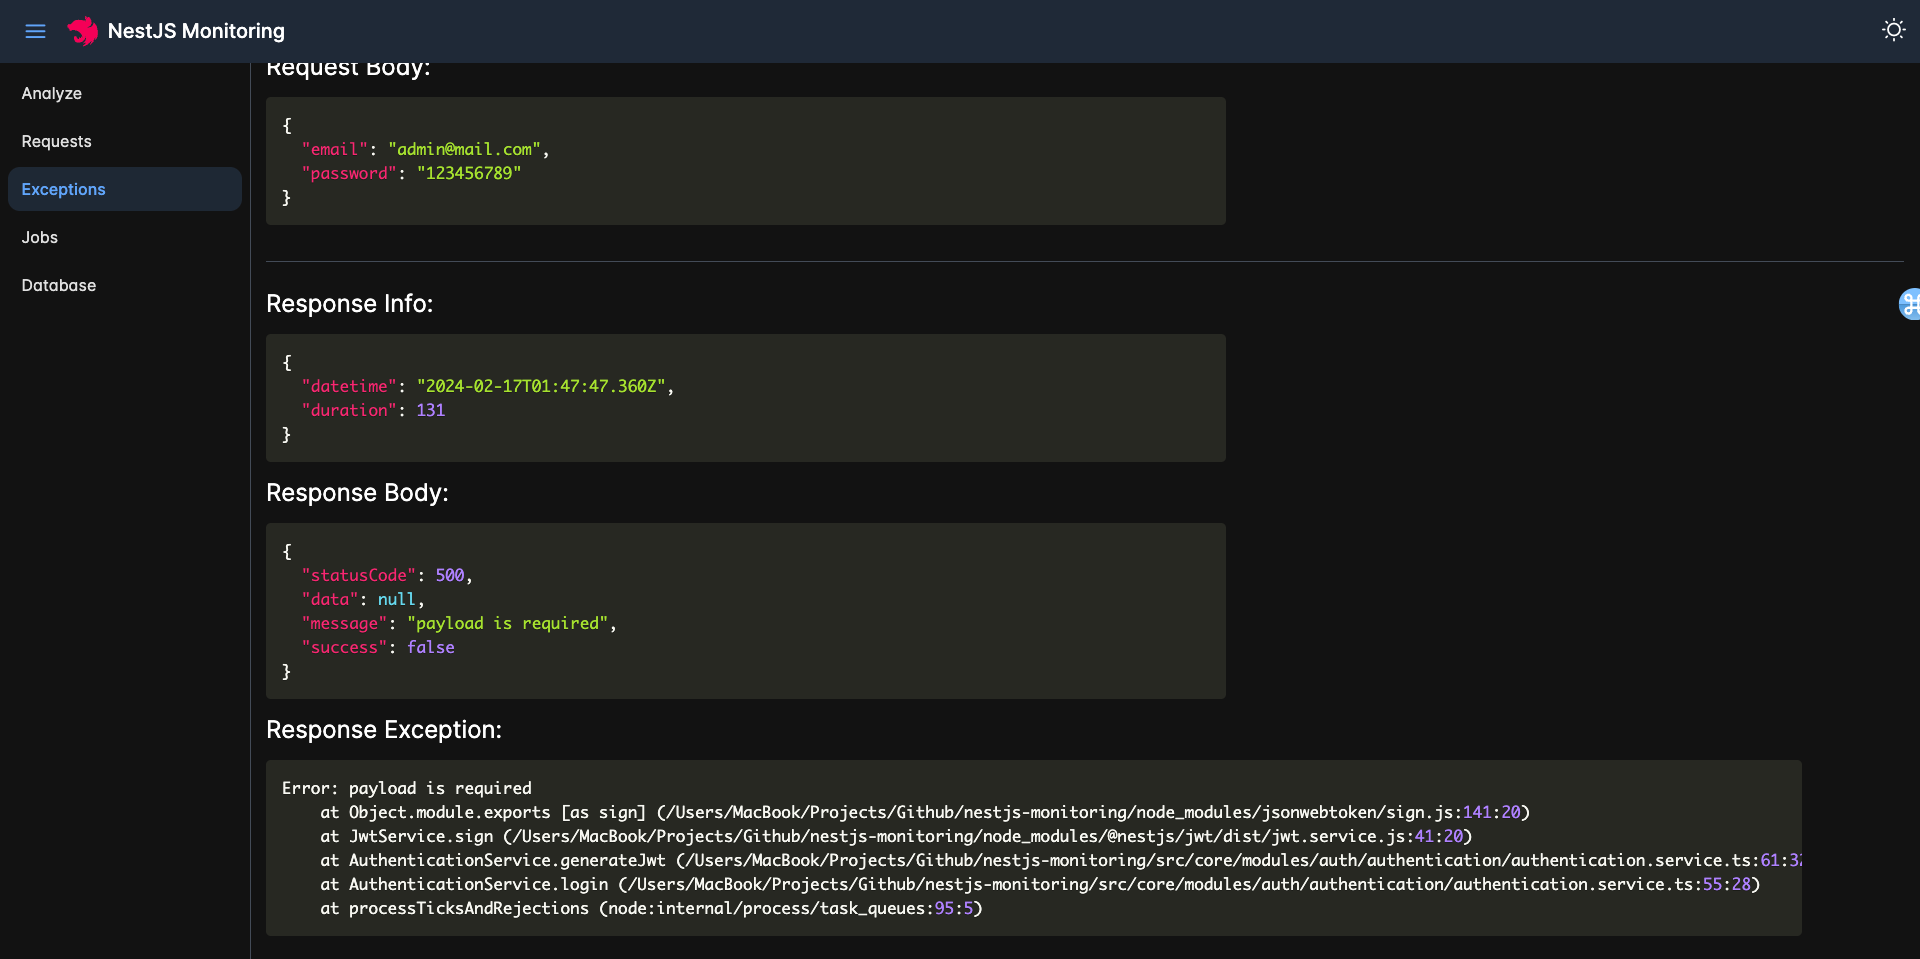 NestJS Monitoring
Analyze
Requests
Exceptions
Jobs
Database
Request Body:
{
  "email": "admin@mail.com",
  "password": "123456789"
}
Response Info:
{
  "datetime": "2024-02-17T01:47:47.360Z",
  "duration": 131
}
Response Body:
{
  "statusCode": 500,
  "data": null,
  "message": "payload is required",
  "success": false
}
Response Exception:
Error: payload is required
    at Object.module.exports [as sign] (/Users/MacBook/Projects/Github/nestjs-monitoring/node_modules/jsonwebtoken/sign.js:141:20)
    at JwtService.sign (/Users/MacBook/Projects/Github/nestjs-monitoring/node_modules/@nestjs/jwt/dist/jwt.service.js:41:20)
    at AuthenticationService.generateJwt (/Users/MacBook/Projects/Github/nestjs-monitoring/src/core/modules/auth/authentication/authentication.service.ts:61:32
    at AuthenticationService.login (/Users/MacBook/Projects/Github/nestjs-monitoring/src/core/modules/auth/authentication/authentication.service.ts:55:28)
    at processTicksAndRejections (node:internal/process/task_queues:95:5)